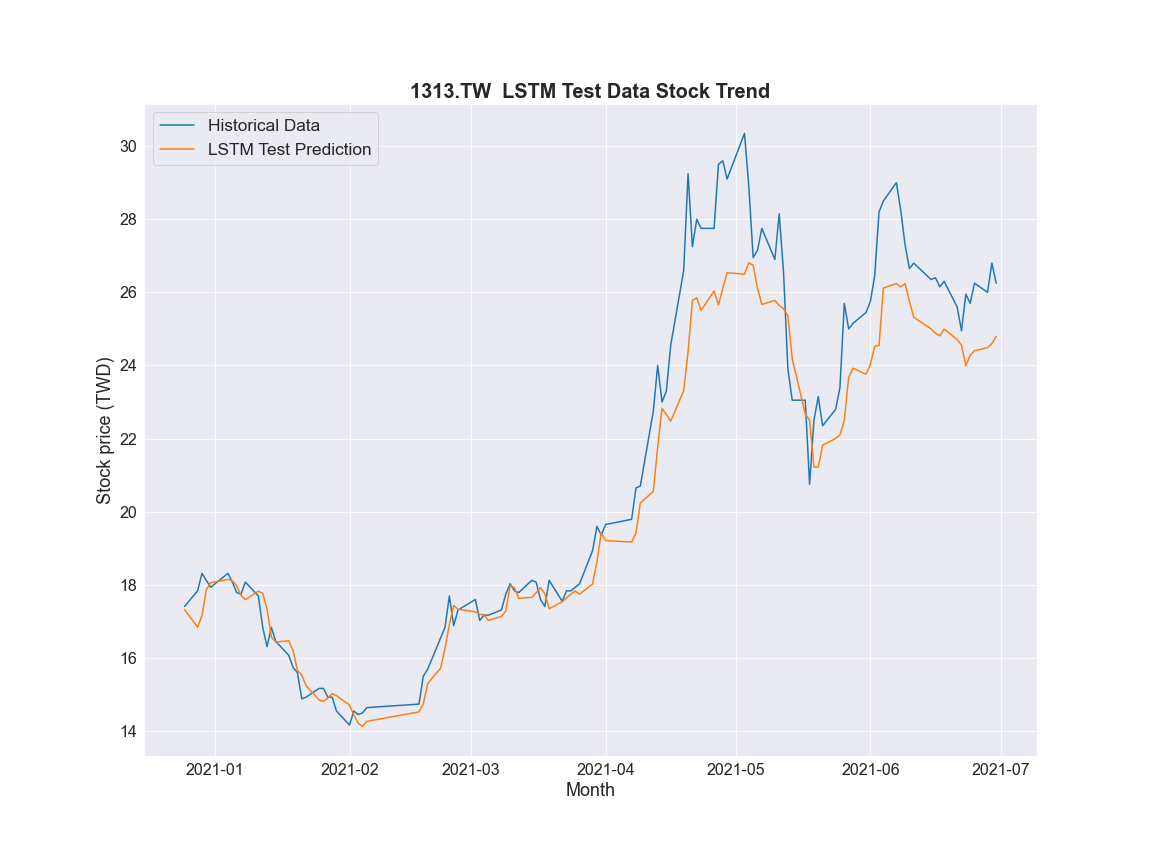 1313.TW  LSTM Test Data Stock Trend
Historical Data
LSTM Test Prediction
Stock price (TWD)
30
28
26
24
22
20
18
16
14
2021-01 2021-02 2021-03 2021-04 2021-05 2021-06 2021-07
Month